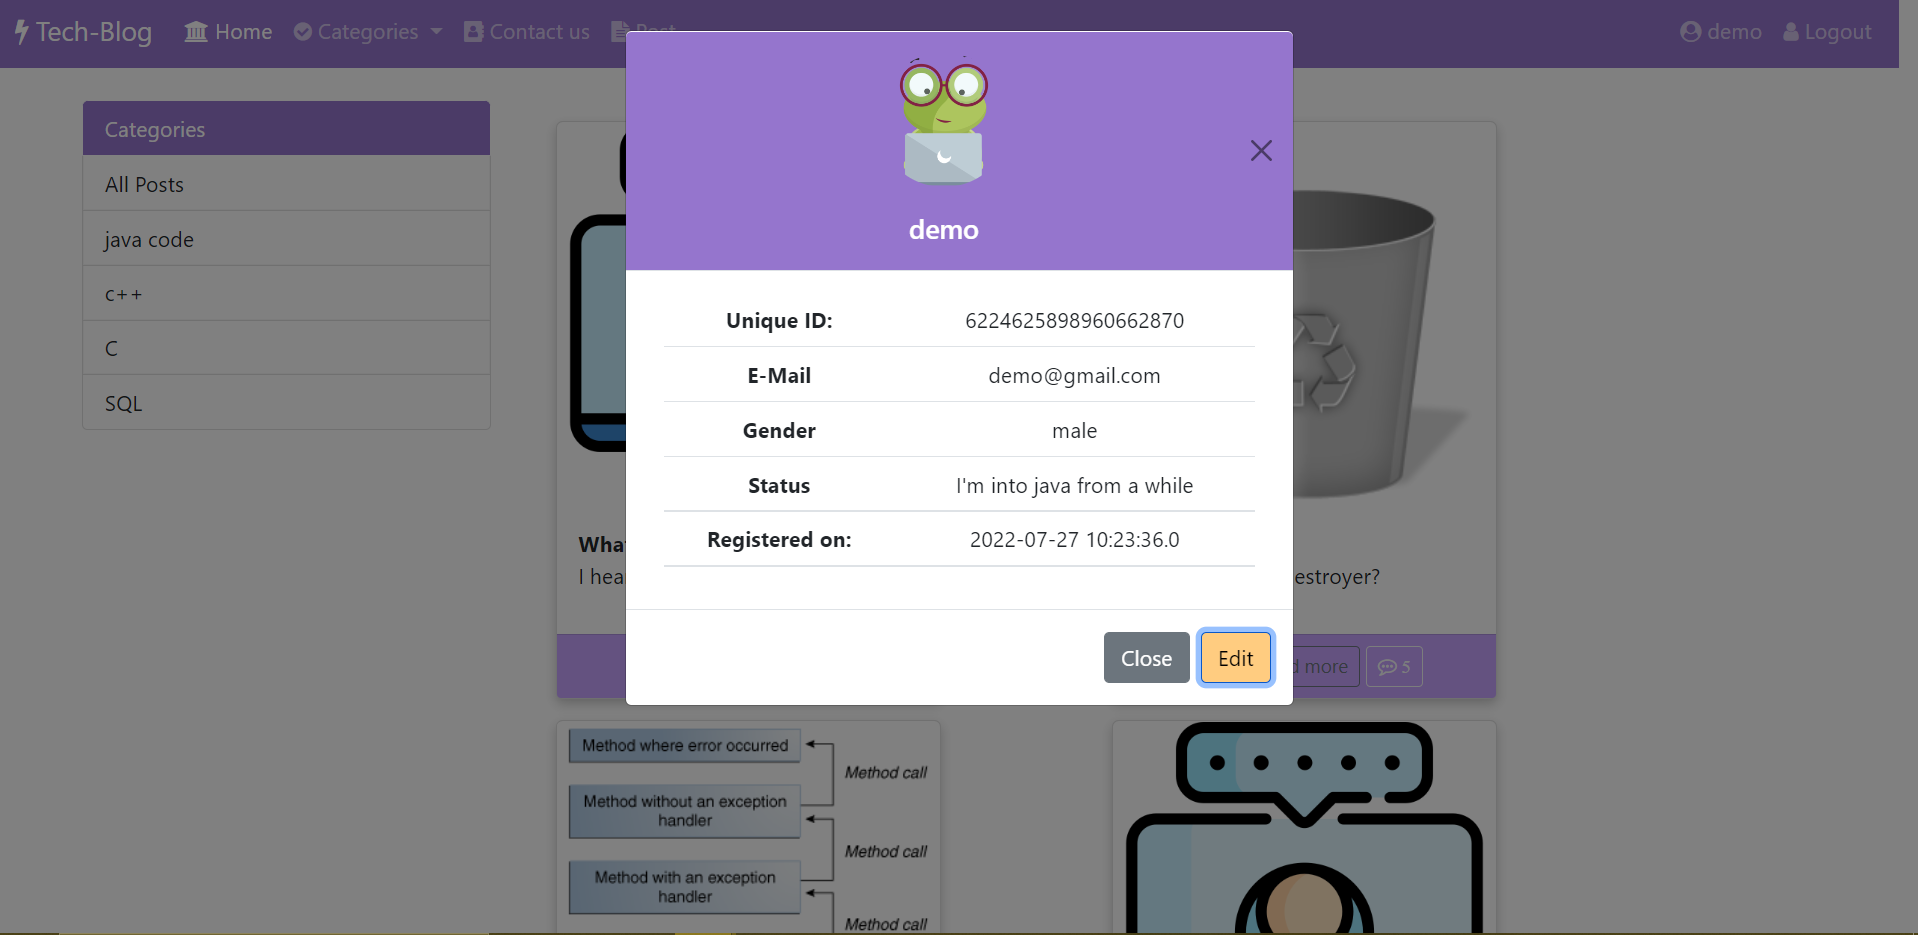 Tech-Blog Home Categories Contact us Post demo Logout
Categories
All Posts
java code
c++
C
SQL
demo
Unique ID: 6224625898960662870
E-Mail demo@gmail.com
Gender male
Status I'm into java from a while
Registered on: 2022-07-27 10:23:36.0
Close Edit
What
I hea
estroyer?
d more 5
Method where error occurred
Method call
Method without an exception
handler
Method call
Method with an exception
handler
Method call